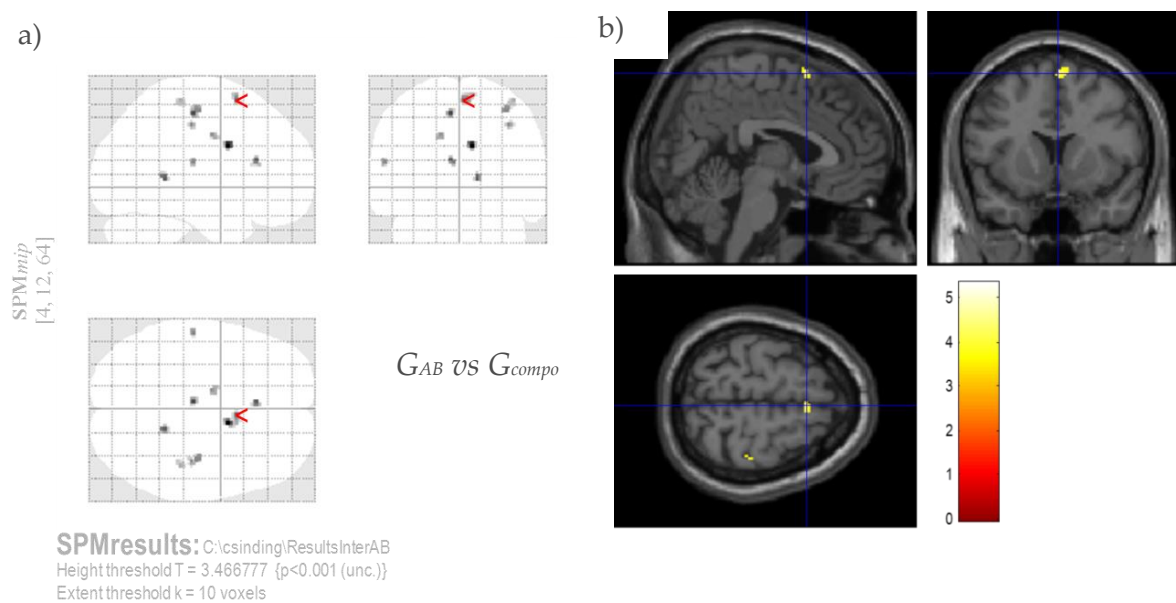 a)
SPMmip
[4, 12, 64]
<
<
<
GAB vs Gcompo
SPMresults: C:\csinding\ResultsInterAB
Height threshold T = 3.466777 {p<0.001 (unc.)}
Extent threshold k = 10 voxels
b)
5
4
3
2
1
0